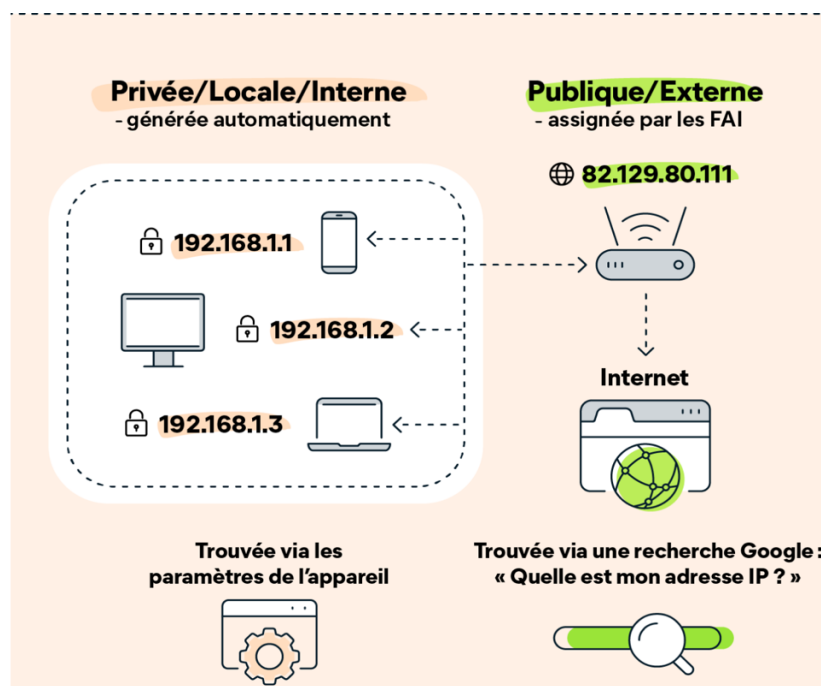 Privée/Locale/Interne
- générée automatiquement
Publique/Externe
- assignée par les FAI
82.129.80.111
192.168.1.1
192.168.1.2
192.168.1.3
Internet
Trouvée via les
paramètres de l'appareil
Trouvée via une recherche Google :
« Quelle est mon adresse IP ? »